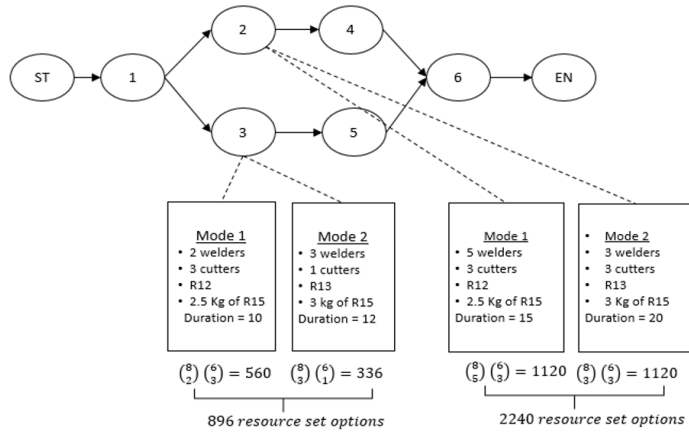 2
4
ST
1
6
EN
3
5
Mode 1
• 2 welders
• 3 cutters
• R12
• 2.5 Kg of R15
Duration = 10
Mode 2
• 3 welders
• 1 cutters
• R13
• 3 kg of R15
Duration = 12
Mode 1
• 5 welders
• 3 cutters
• R12
• 2.5 Kg of R15
Duration = 15
• Mode 2
• 3 welders
• 3 cutters
• R13
• 3 Kg of R15
Duration = 20
(8 2) (6 3) = 560
(8 3) (6 1) = 336
(8 5) (6 3) = 1120
(8 3) (6 3) = 1120
896 resource set options
2240 resource set options